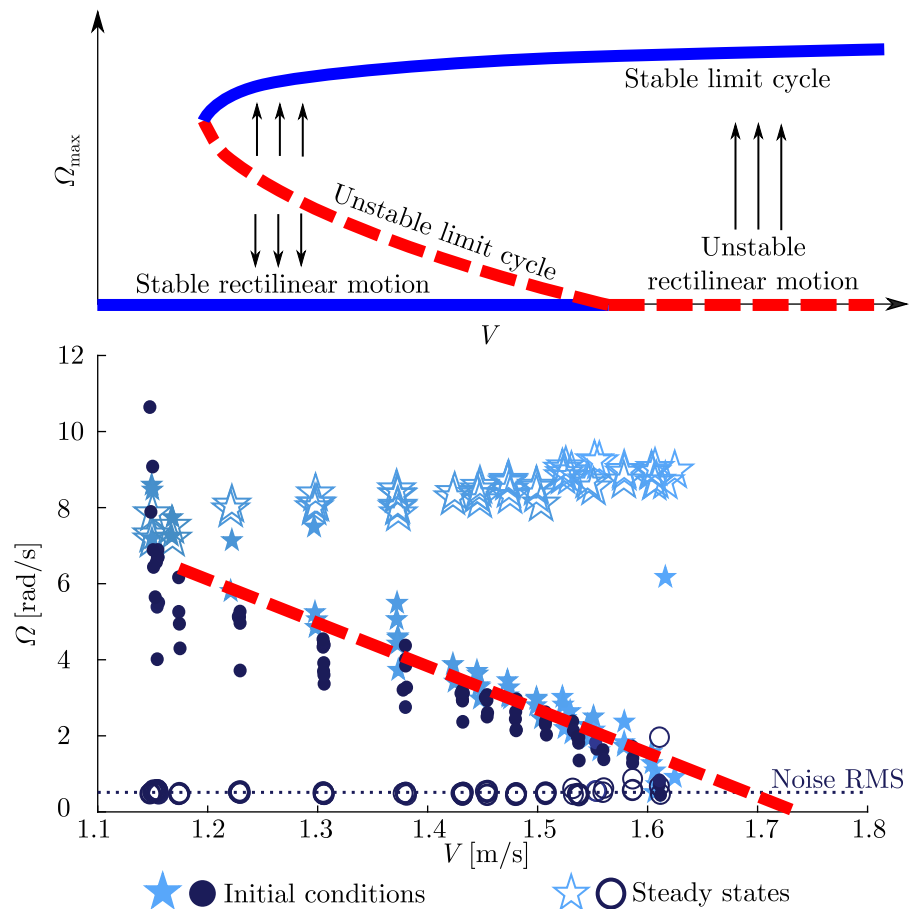 Ωmax
Stable limit cycle
Unstable limit cycle
Unstable
rectilinear motion
Stable rectilinear motion
V
12
10
8
6
4
2
0
Ω [rad/s]
Noise RMS
1.1 1.2 1.3 1.4 1.5 1.6 1.7 1.8
V [m/s]
Initial conditions Steady states